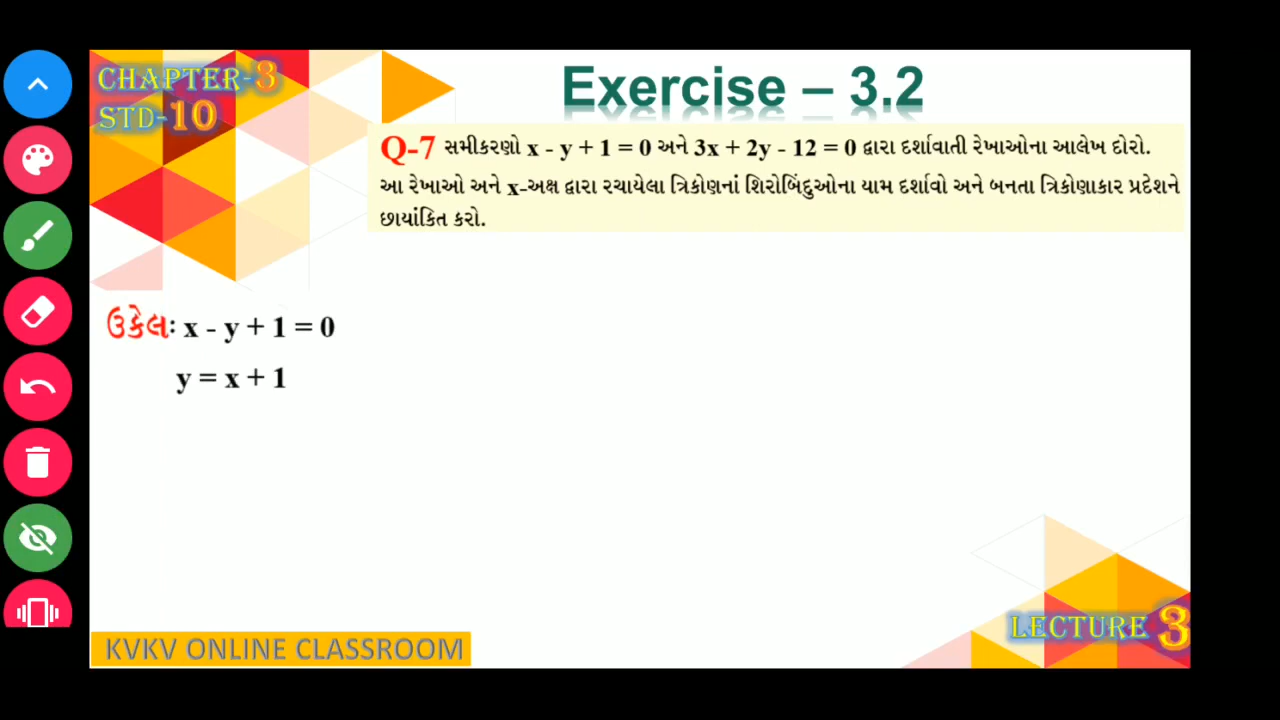 CHAPTER-3
STD-10
Exercise – 3.2
Q-7 સમીકરણો x - y + 1 = 0 અને 3x + 2y - 12 = 0 દ્વારા દર્શાવાતી રેખાઓના આલેખ દોરો.
આ રેખાઓ અને x-અક્ષ દ્વારા રચાયેલા ત્રિકોણનાં શિરોબિંદુઓના યામ દર્શાવો અને બનતા ત્રિકોણાકાર પ્રદેશને
છાયાંકિત કરો.
ઉકેલ: x - y + 1 = 0
y = x + 1
LECTURE 3
KVKV ONLINE CLASSROOM